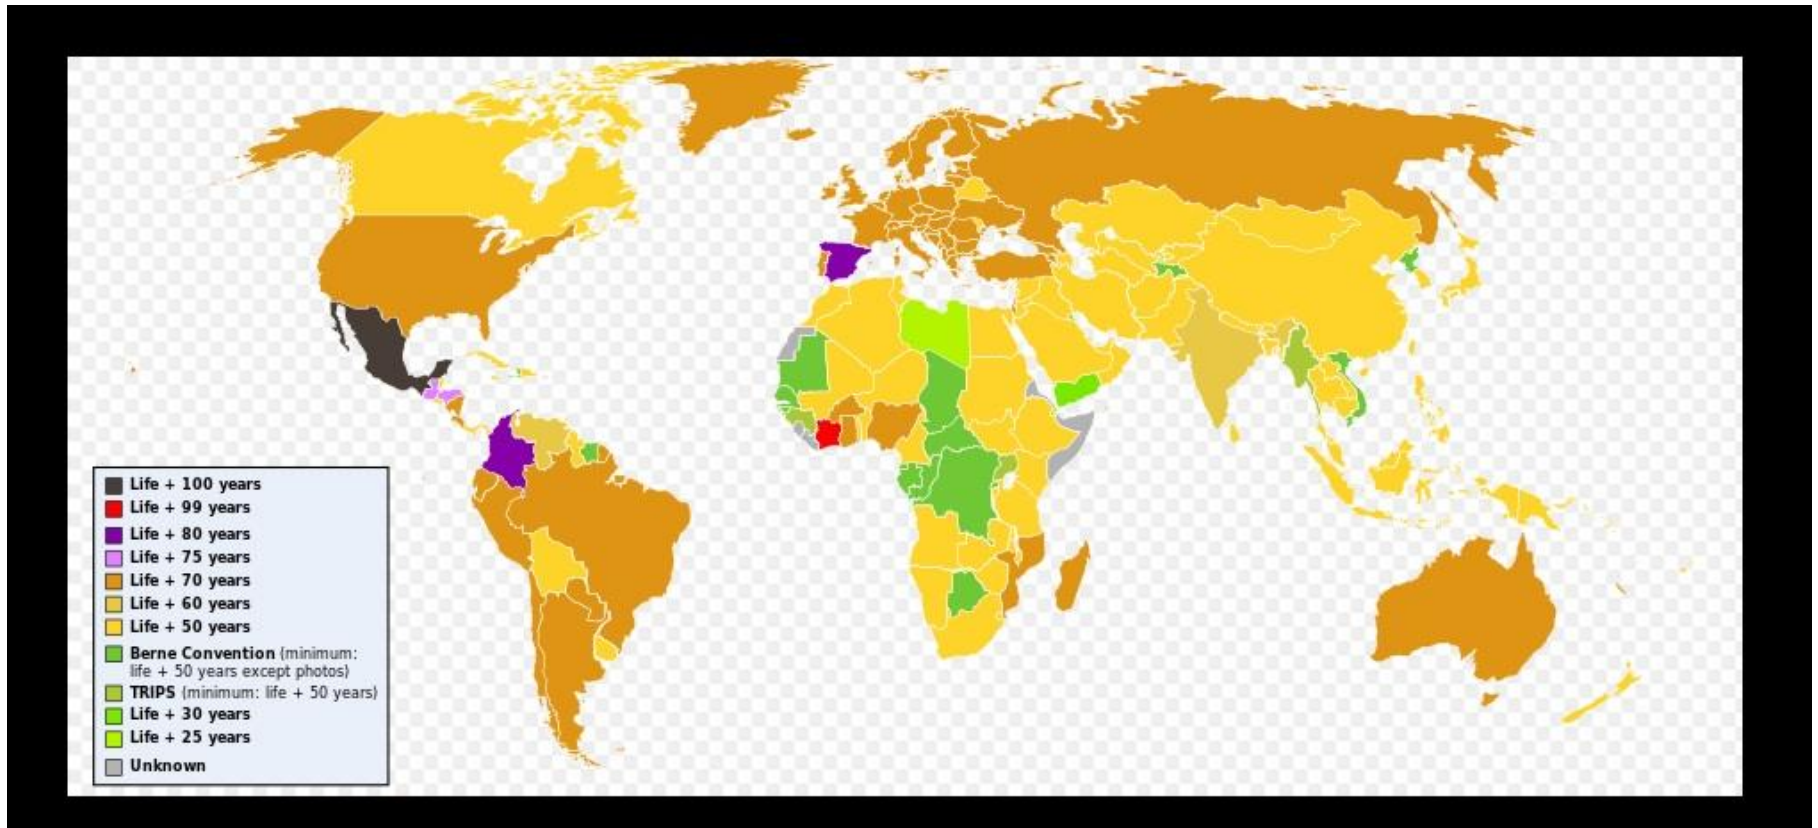 Life + 100 years
Life + 99 years
Life + 80 years
Life + 75 years
Life + 70 years
Life + 60 years
Life + 50 years
Berne Convention (minimum:
life + 50 years except photos)
TRIPS (minimum: life + 50 years)
Life + 30 years
Life + 25 years
Unknown